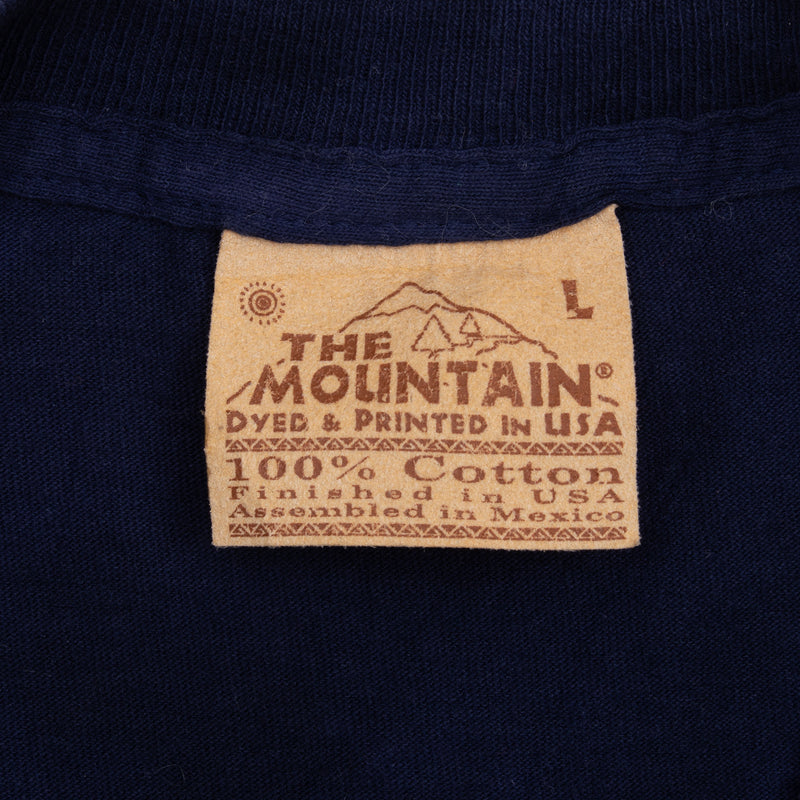 L
THE
MOUNTAIN®
DYED & PRINTED IN USA
100% Cotton
Finished in USA
Assembled in Mexico